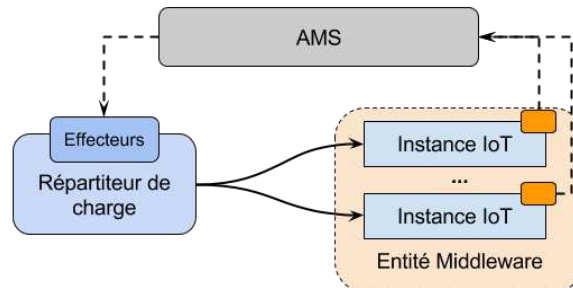 AMS
Effecteurs
Répartiteur de
charge
Instance IoT
...
Instance IoT
Entité Middleware